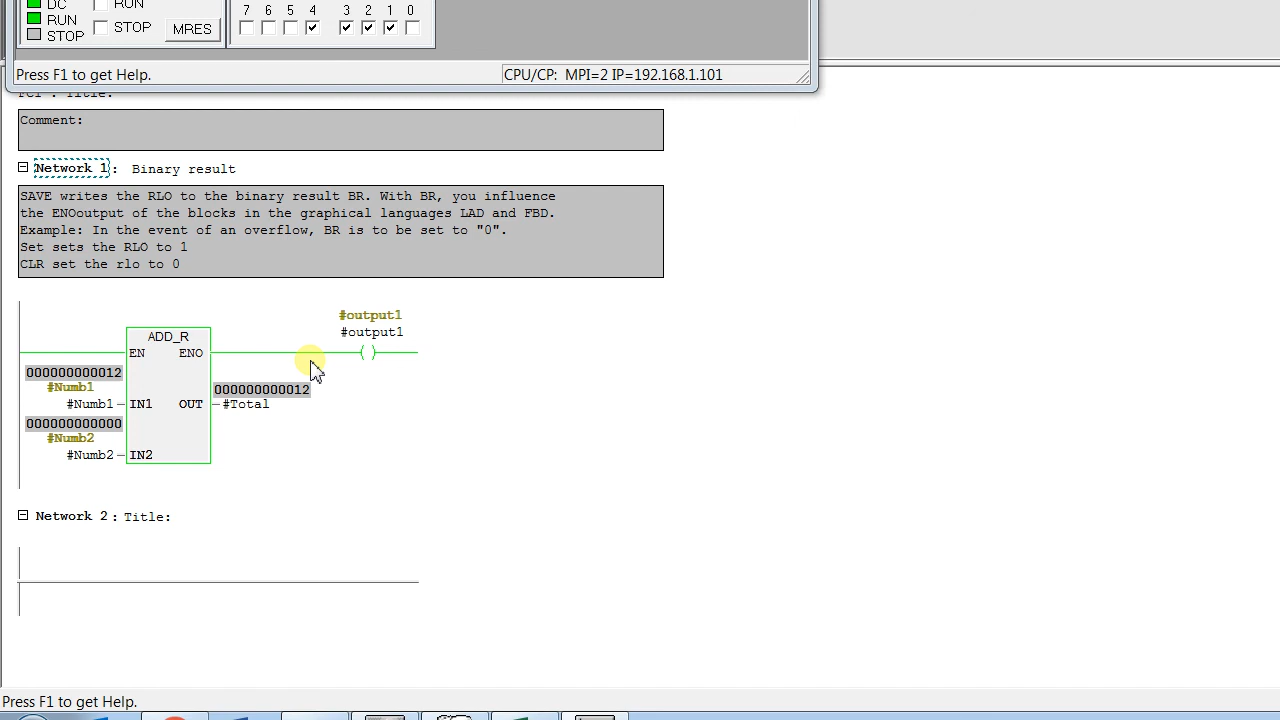 DC
RUN
RUN
STOP
STOP
MRES
7 6 5 4 3 2 1 0
Press F1 to get Help.
CPU/CP: MPI=2 IP=192.168.1.101
Comment:
Network 1: Binary result
SAVE writes the RLO to the binary result BR. With BR, you influence
the ENOoutput of the blocks in the graphical languages LAD and FBD.
Example: In the event of an overflow, BR is to be set to "0".
Set sets the RLO to 1
CLR set the rlo to 0
#output1
#output1
ADD_R
EN ENO
000000000012
#Numb1
#Numb1 IN1
000000000012
OUT #Total
000000000000
#Numb2
#Numb2 IN2
Network 2: Title:
Press F1 to get Help.